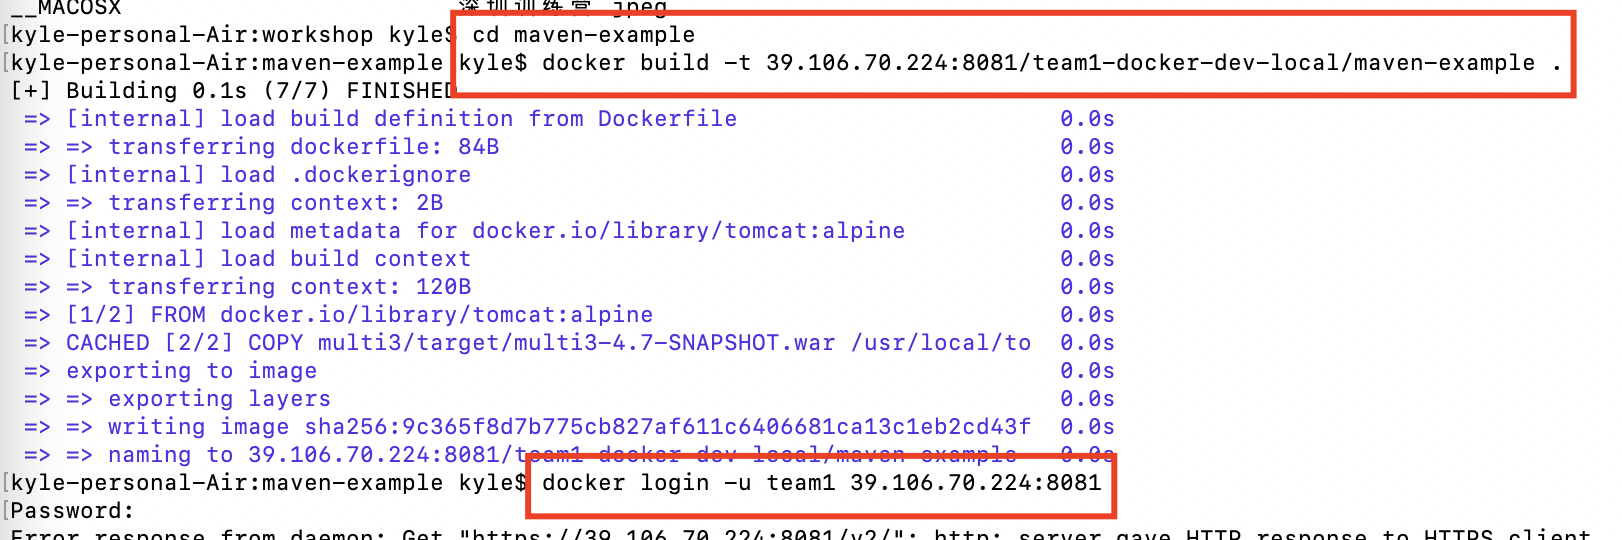 __MACOSX 深圳训练营.jpeg
[kyle-personal-Air:workshop kyle$ cd maven-example
[kyle-personal-Air:maven-example kyle$ docker build -t 39.106.70.224:8081/team1-docker-dev-local/maven-example .
[+] Building 0.1s (7/7) FINISHED
=> [internal] load build definition from Dockerfile 0.0s
=> => transferring dockerfile: 84B 0.0s
=> [internal] load .dockerignore 0.0s
=> => transferring context: 2B 0.0s
=> [internal] load metadata for docker.io/library/tomcat:alpine 0.0s
=> [internal] load build context 0.0s
=> => transferring context: 120B 0.0s
=> [1/2] FROM docker.io/library/tomcat:alpine 0.0s
=> CACHED [2/2] COPY multi3/target/multi3-4.7-SNAPSHOT.war /usr/local/to 0.0s
=> exporting to image 0.0s
=> => exporting layers 0.0s
=> => writing image sha256:9c365f8d7b775cb827af611c6406681ca13c1eb2cd43f 0.0s
=> => naming to 39.106.70.224:8081/team1-docker-dev-local/maven-example 0.0s
[kyle-personal-Air:maven-example kyle$ docker login -u team1 39.106.70.224:8081
[Password:
Error response from daemon: Get "https://39.106.70.224:8081/v2/": http: server gave HTTP response to HTTPS client